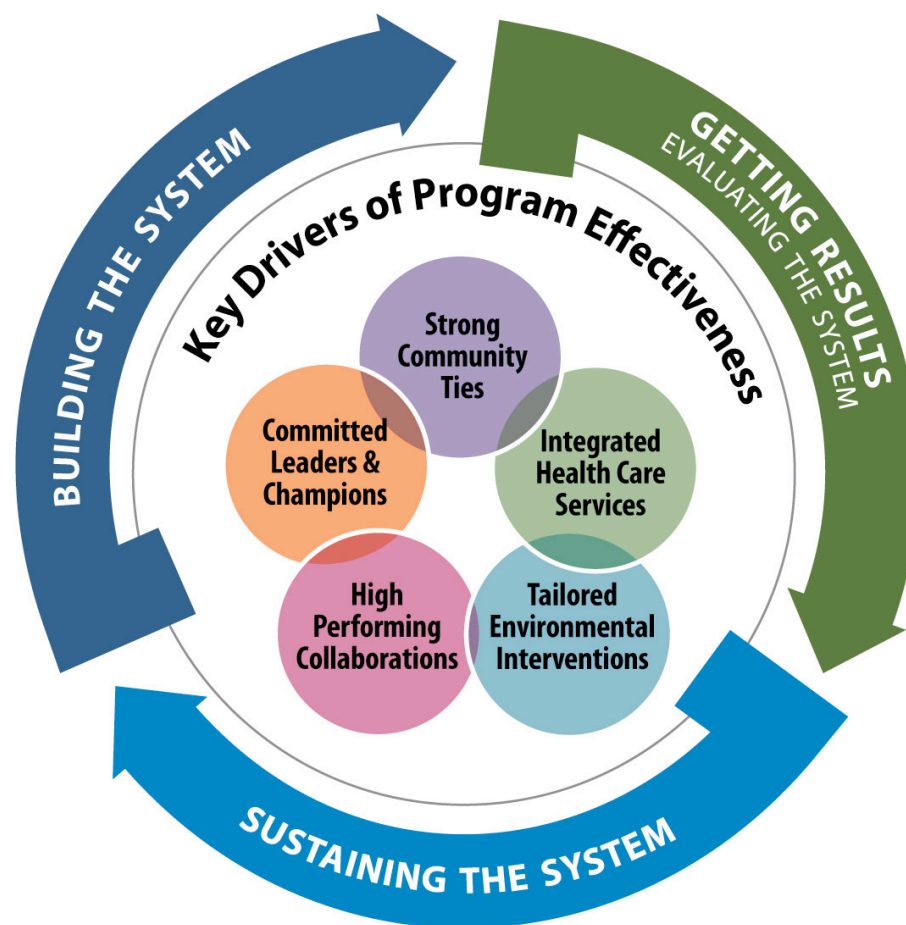 BUILDING THE SYSTEM
GETTING RESULTS
EVALUATING THE SYSTEM
Key Drivers of Program Effectiveness
Strong
Community
Ties
Committed
Leaders &
Champions
Integrated
Health Care
Services
High
Performing
Collaborations
Tailored
Environmental
Interventions
SUSTAINING THE SYSTEM